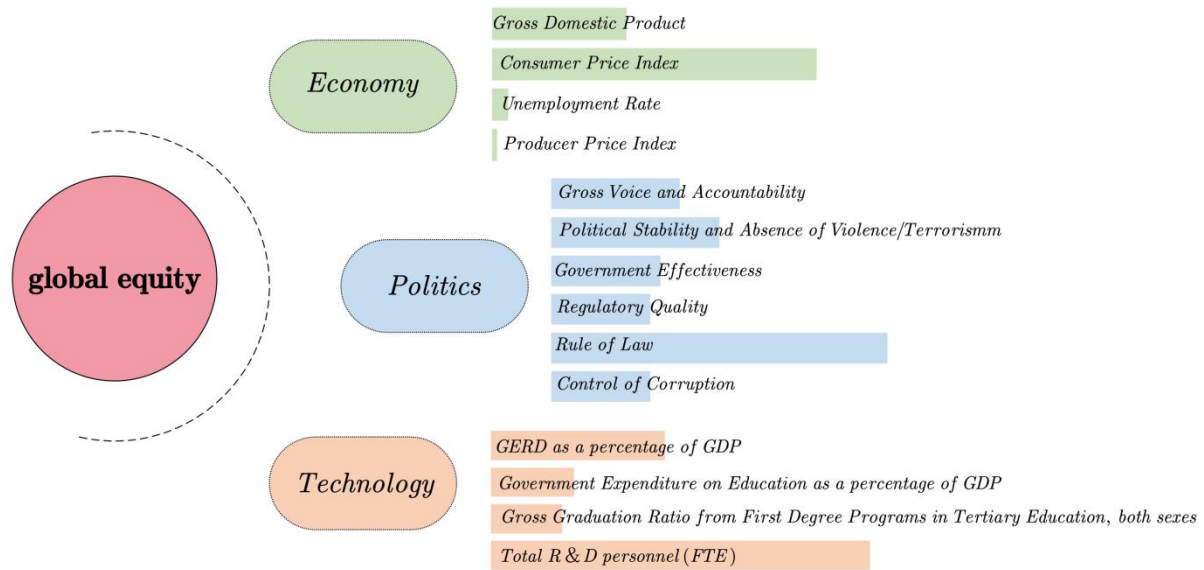 global equity
Economy
Gross Domestic Product
Consumer Price Index
Unemployment Rate
Producer Price Index
Politics
Gross Voice and Accountability
Political Stability and Absence of Violence/Terrorismm
Government Effectiveness
Regulatory Quality
Rule of Law
Control of Corruption
Technology
GERD as a percentage of GDP
Government Expenditure on Education as a percentage of GDP
Gross Graduation Ratio from First Degree Programs in Tertiary Education, both sexes
Total R & D personnel (FTE)